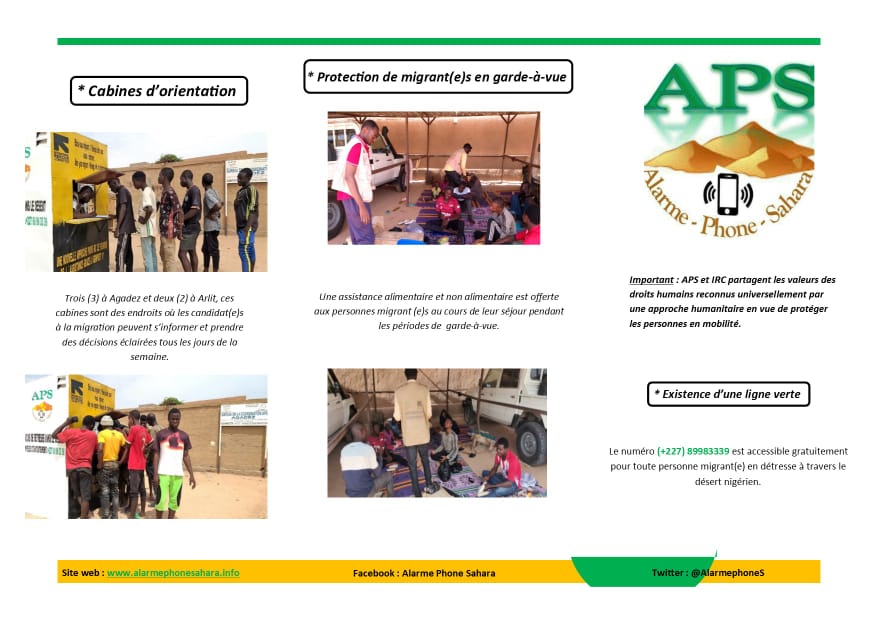 * Cabines d’orientation
Trois (3) à Agadez et deux (2) à Arlit, ces
cabines sont des endroits où les candidat(e)s
à la migration peuvent s’informer et prendre
des décisions éclairées tous les jours de la
semaine.
APS
* Protection de migrant(e)s en garde-à-vue
Une assistance alimentaire et non alimentaire est offerte
aux personnes migrant (e)s au cours de leur séjour pendant
les périodes de garde-à-vue.
APS
Alarme - Phone - Sahara
Important : APS et IRC partagent les valeurs des
droits humains reconnus universellement par
une approche humanitaire en vue de protéger
les personnes en mobilité.
* Existence d’une ligne verte
Le numéro (+227) 89983339 est accessible gratuitement
pour toute personne migrant(e) en détresse à travers le
désert nigérien.
Site web : www.alarmephonesahara.info
Facebook : Alarme Phone Sahara
Twitter : @AlarmephoneS